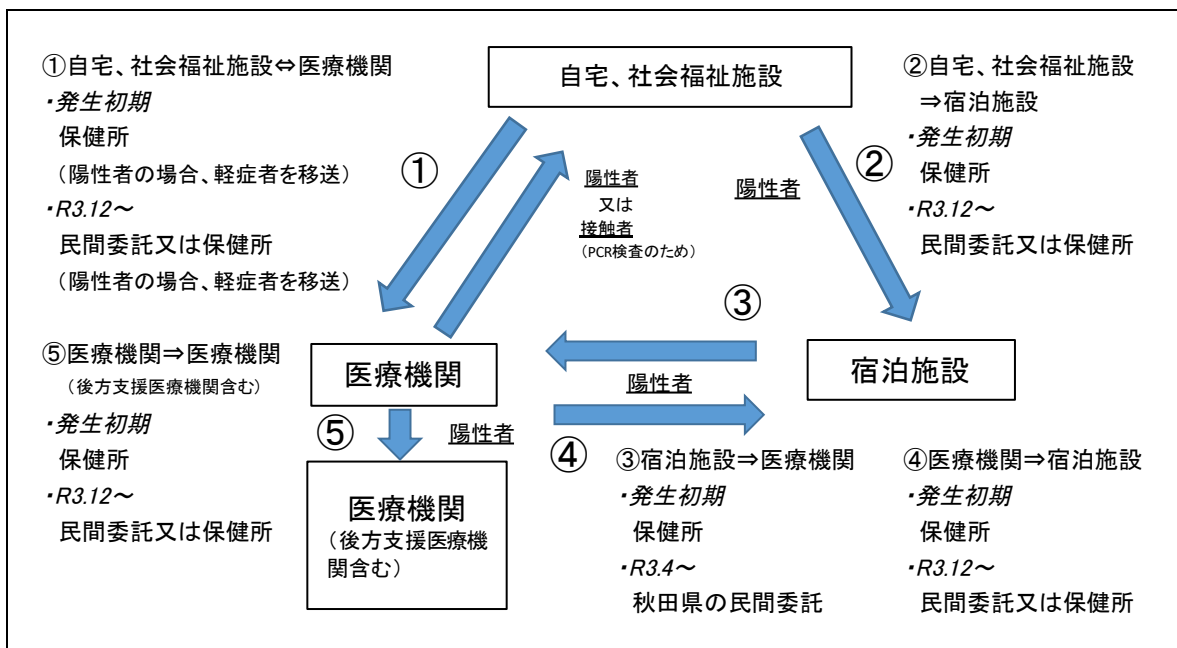 ①自宅、社会福祉施設⇔医療機関
・発生初期
保健所
（陽性者の場合、軽症者を移送）
・R3.12～
民間委託又は保健所
（陽性者の場合、軽症者を移送）
自宅、社会福祉施設
②自宅、社会福祉施設
⇒宿泊施設
・発生初期
保健所
・R3.12～
民間委託又は保健所
①
陽性者
又は
接触者
（PCR検査のため）
陽性者
②
③
⑤医療機関⇒医療機関
（後方支援医療機関含む）
・発生初期
保健所
・R3.12～
民間委託又は保健所
医療機関
陽性者
宿泊施設
⑤
陽性者
④
医療機関
（後方支援医療機
関含む）
③宿泊施設⇒医療機関
・発生初期
保健所
・R3.4～
秋田県の民間委託
④医療機関⇒宿泊施設
・発生初期
保健所
・R3.12～
民間委託又は保健所